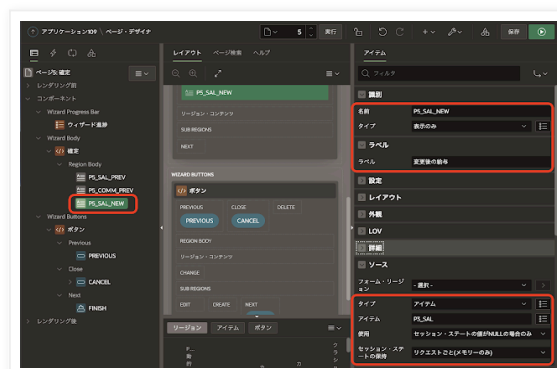 アプリケーション109 \ ページ・デザイナ
5
実行
保存
ページ5: 確定
レンダリング前
コンポーネント
Wizard Progress Bar
ウィザード進捗
Wizard Body
確定
Region Body
P5_SAL_PREV
P5_COMM_PREV
P5_SAL_NEW
Wizard Buttons
ボタン
Previous
PREVIOUS
Close
CANCEL
Next
FINISH
レンダリング後
レイアウト
ページ検索
ヘルプ
P5_SAL_NEW
リージョン・コンテンツ
SUB REGIONS
NEXT
WIZARD BUTTONS
ボタン
PREVIOUS
CLOSE
DELETE
PREVIOUS
CANCEL
REGION BODY
リージョン・コンテンツ
CHANGE
SUB REGIONS
EDIT
CREATE
NEXT
リージョン
アイテム
ボタン
アイテム
フィルタ
識別
名前
P5_SAL_NEW
タイプ
表示のみ
ラベル
ラベル
変更後の給与
設定
レイアウト
外観
LOV
詳細
ソース
フォーム・リージョン
- 選択 -
タイプ
アイテム
アイテム
P3_SAL
使用
セッション・ステートの値がNULLの場合のみ
セッション・ステートの保持
リクエストごと(メモリーのみ)